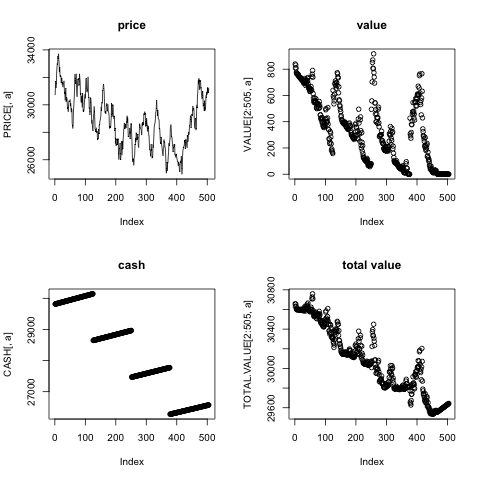 price
PRICE[, a]
26000 30000 34000
0 100 200 300 400 500
Index
value
VALUE[2:505, a]
0 200 400 600 800
0 100 200 300 400 500
Index
cash
CASH[, a]
27000 29000
0 100 200 300 400 500
Index
total value
TOTAL.VALUE[2:505, a]
29600 30000 30400 30800
0 100 200 300 400 500
Index